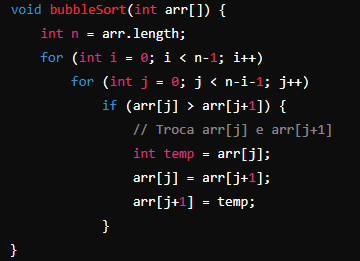 void bubbleSort(int arr[]) {
    int n = arr.length;
    for (int i = 0; i < n-1; i++)
        for (int j = 0; j < n-i-1; j++)
            if (arr[j] > arr[j+1]) {
                // Troca arr[j] e arr[j+1]
                int temp = arr[j];
                arr[j] = arr[j+1];
                arr[j+1] = temp;
            }
}